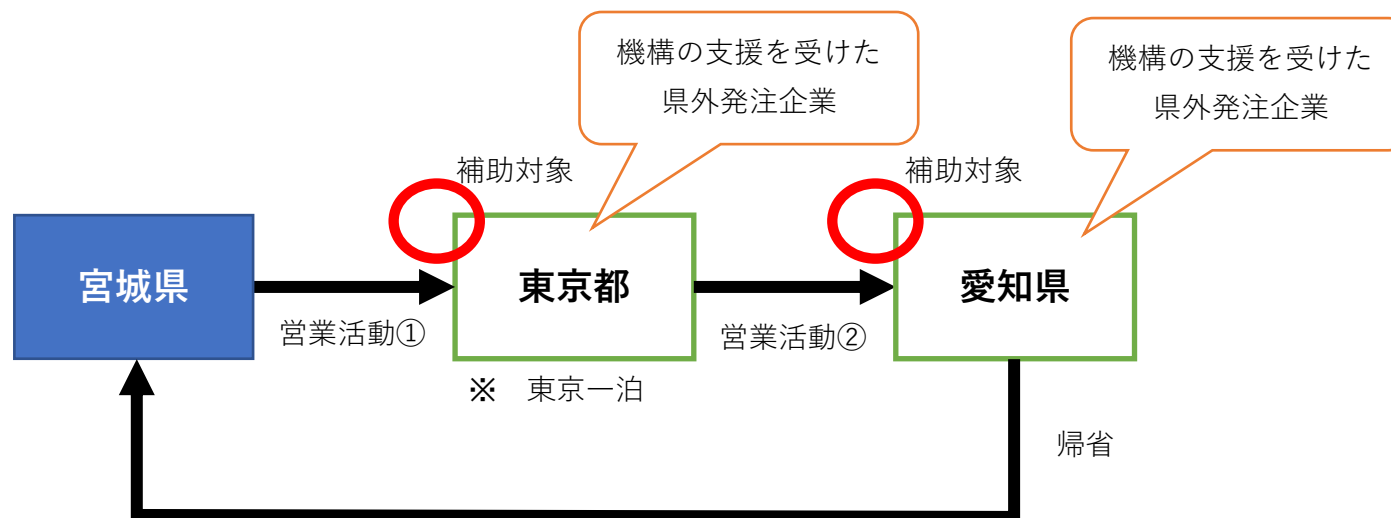 機構の支援を受けた
県外発注企業
機構の支援を受けた
県外発注企業
補助対象
補助対象
宮城県
東京都
愛知県
営業活動①
営業活動②
※　東京一泊
帰省